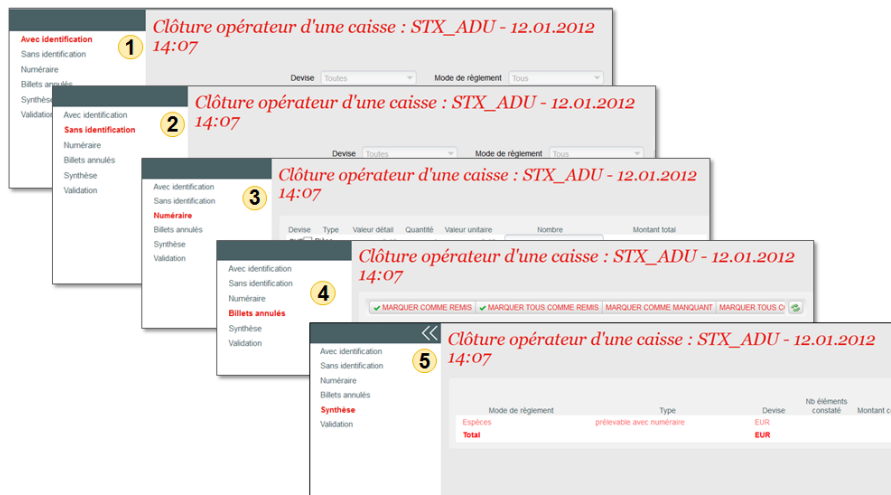 Clôture opérateur d'une caisse : STX_ADU - 12.01.2012
14:07
Avec identification
Sans identification
Numéraire
Billets annulés
Synthèse
Validation
1
Devise Toutes Mode de règlement Tous
Clôture opérateur d'une caisse : STX_ADU - 12.01.2012
14:07
Avec identification
Sans identification
Numéraire
Billets annulés
Synthèse
Validation
2
Devise Toutes Mode de règlement Tous
Clôture opérateur d'une caisse : STX_ADU - 12.01.2012
14:07
Avec identification
Sans identification
Numéraire
Billets annulés
Synthèse
Validation
3
Devise Type Valeur détail Quantité Valeur unitaire Nombre Montant total
Clôture opérateur d'une caisse : STX_ADU - 12.01.2012
14:07
Avec identification
Sans identification
Numéraire
Billets annulés
Synthèse
Validation
4
MARQUER COMME REMIS MARQUER TOUS COMME REMIS MARQUER COMME MANQUANT MARQUER TOUS C
Clôture opérateur d'une caisse : STX_ADU - 12.01.2012
14:07
Avec identification
Sans identification
Numéraire
Billets annulés
Synthèse
Validation
5
Nb éléments
Mode de règlement Type Devise constaté Montant c
Espèces prélevable avec numéraire EUR
Total EUR